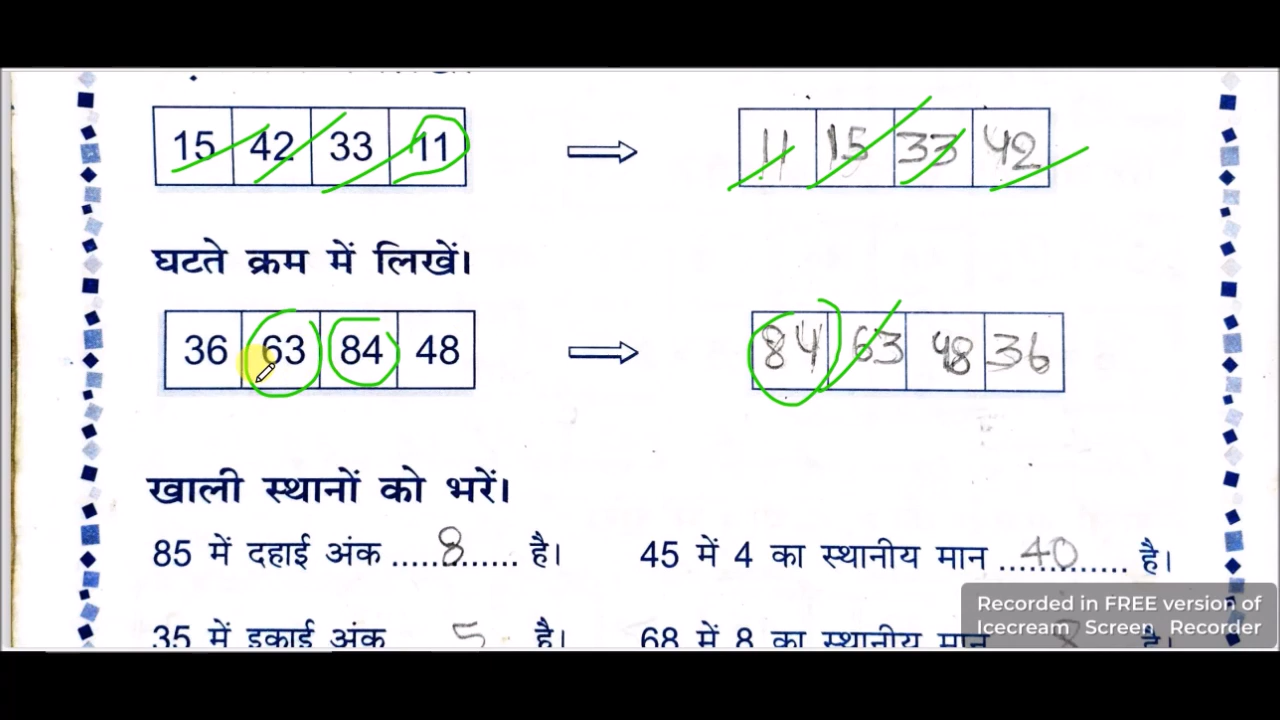 15 42 33 11 11 15 33 42
घटते क्रम में लिखें।
36 63 84 48 84 63 48 36
खाली स्थानों को भरें।
85 में दहाई अंक .....8....... है। 45 में 4 का स्थानीय मान ...40........ है।
35 में इकाई अंक 5 है। 68 में 8 का स्थानीय मान 8 है।
Recorded in FREE version of
Icecream Screen Recorder